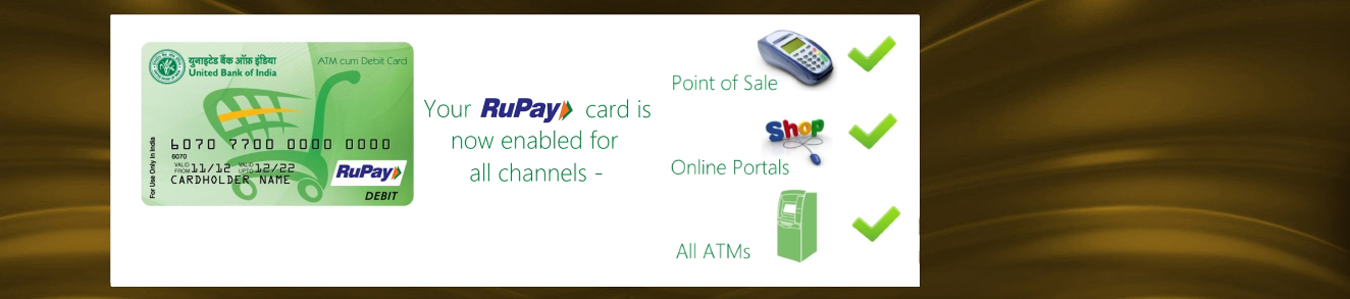 युनाइटेड बैंक ऑफ़ इंडिया
United Bank of India
ATM cum Debit Card
6070 7700 0000 0000
6070
VALID FROM 11/12 VALID UPTO 12/22
CARDHOLDER NAME
For Use Only in India
RuPay
DEBIT
Your RuPay card is
now enabled for
all channels -
Point of Sale
Shop
Online Portals
All ATMs